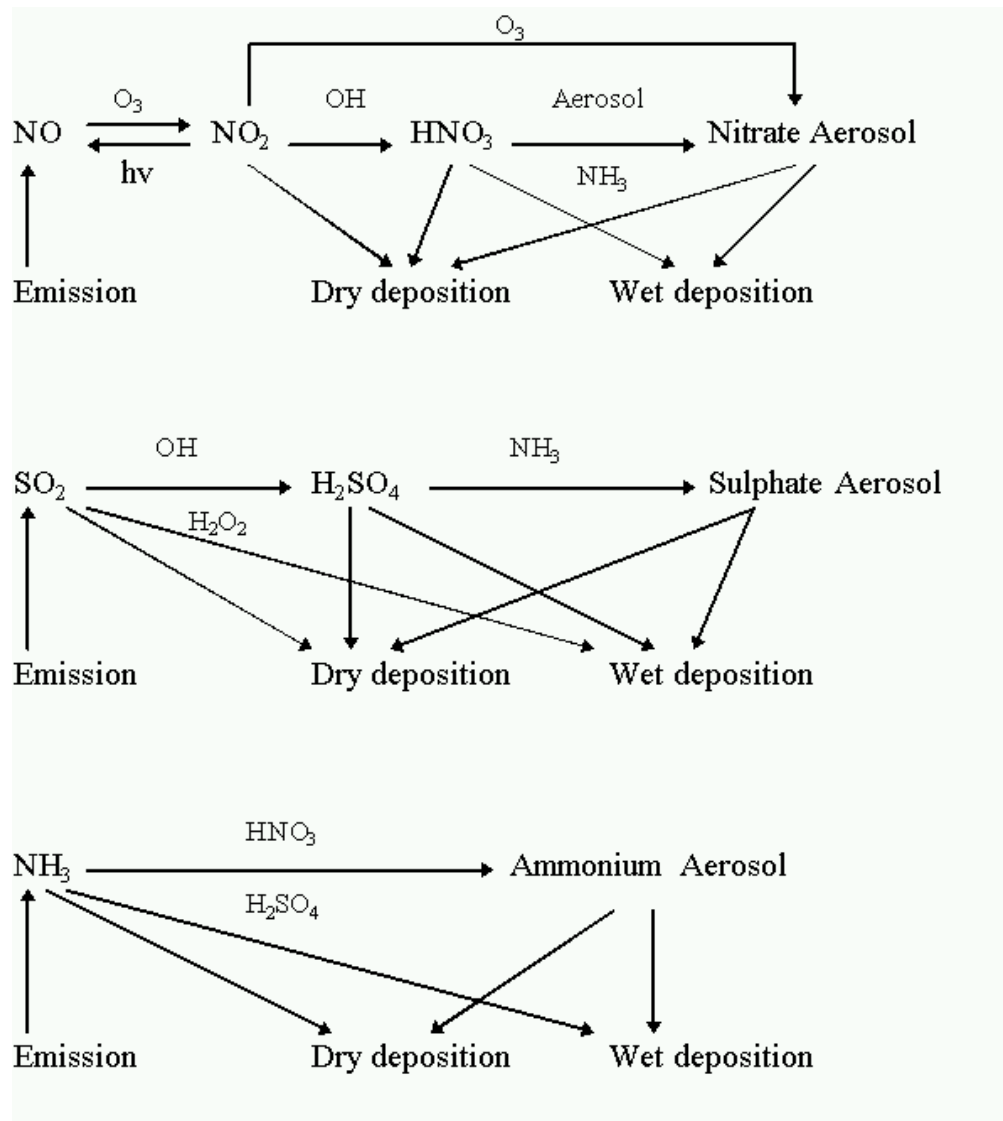 O₃
O₃ OH Aerosol
NO NO₂ HNO₃ Nitrate Aerosol
hv NH₃
Emission Dry deposition Wet deposition
OH NH₃
SO₂ H₂SO₄ Sulphate Aerosol
H₂O₂
Emission Dry deposition Wet deposition
HNO₃
NH₃ Ammonium Aerosol
H₂SO₄
Emission Dry deposition Wet deposition